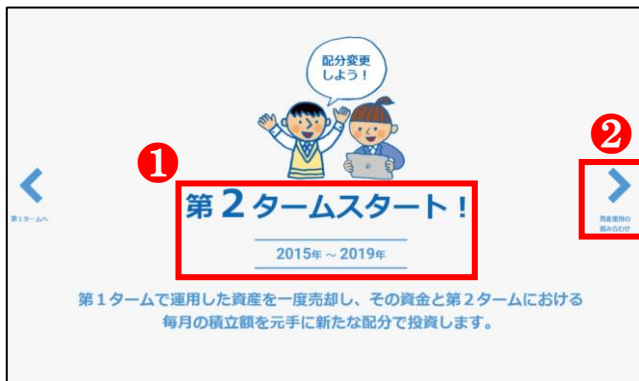 配分変更
しよう！
❶
❷
第2タームスタート！
第1タームへ
資産運用の
組み合わせ
2015年 ~ 2019年
第1タームで運用した資産を一度売却し、その資金と第2タームにおける
毎月の積立額を元手に新たな配分で投資します。